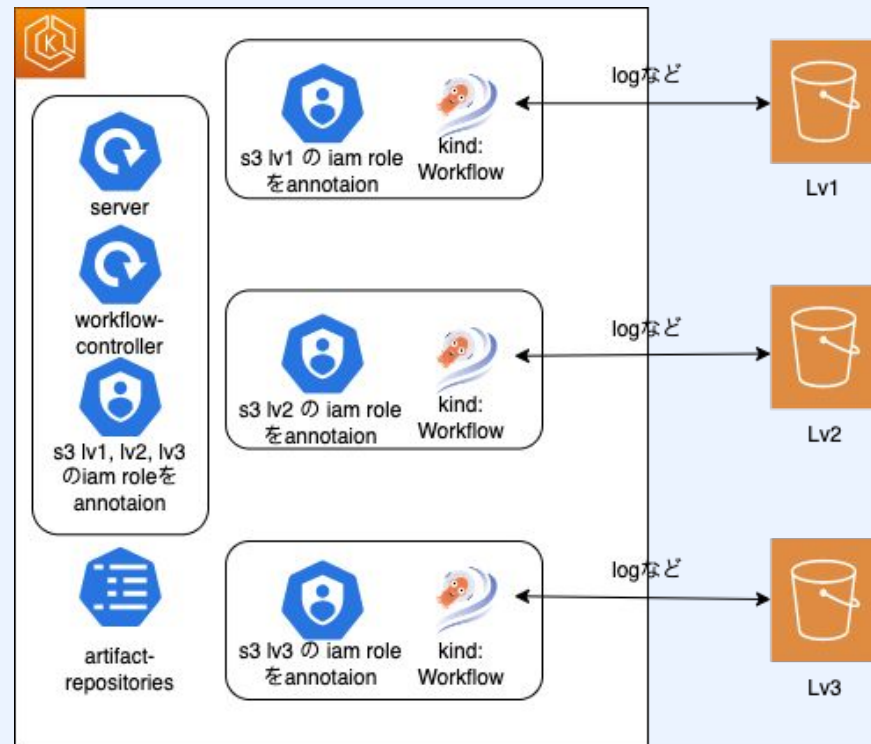 server
workflow-
controller
s3 lv1, lv2, lv3
のiam roleを
annotaion
artifact-
repositories
s3 lv1 の iam role
をannotaion
kind:
Workflow
logなど
Lv1
s3 lv2 の iam role
をannotaion
kind:
Workflow
logなど
Lv2
s3 lv3 の iam role
をannotaion
kind:
Workflow
logなど
Lv3